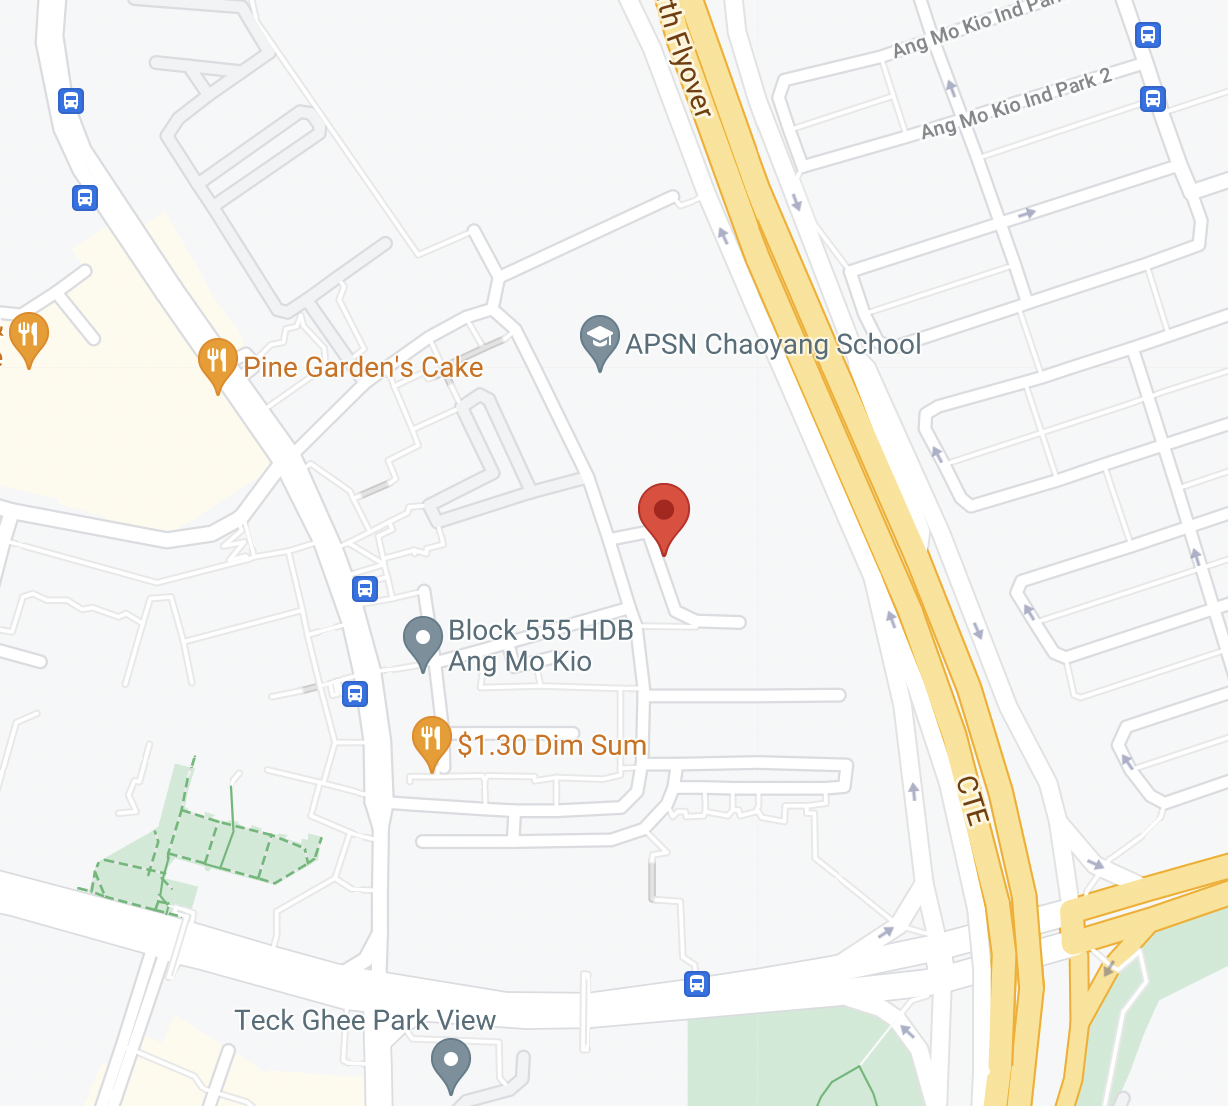 th Flyover
Ang Mo Kio Ind Par
Ang Mo Kio Ind Park 2
APSN Chaoyang School
Pine Garden's Cake
Block 555 HDB
Ang Mo Kio
$1.30 Dim Sum
CTE
Teck Ghee Park View